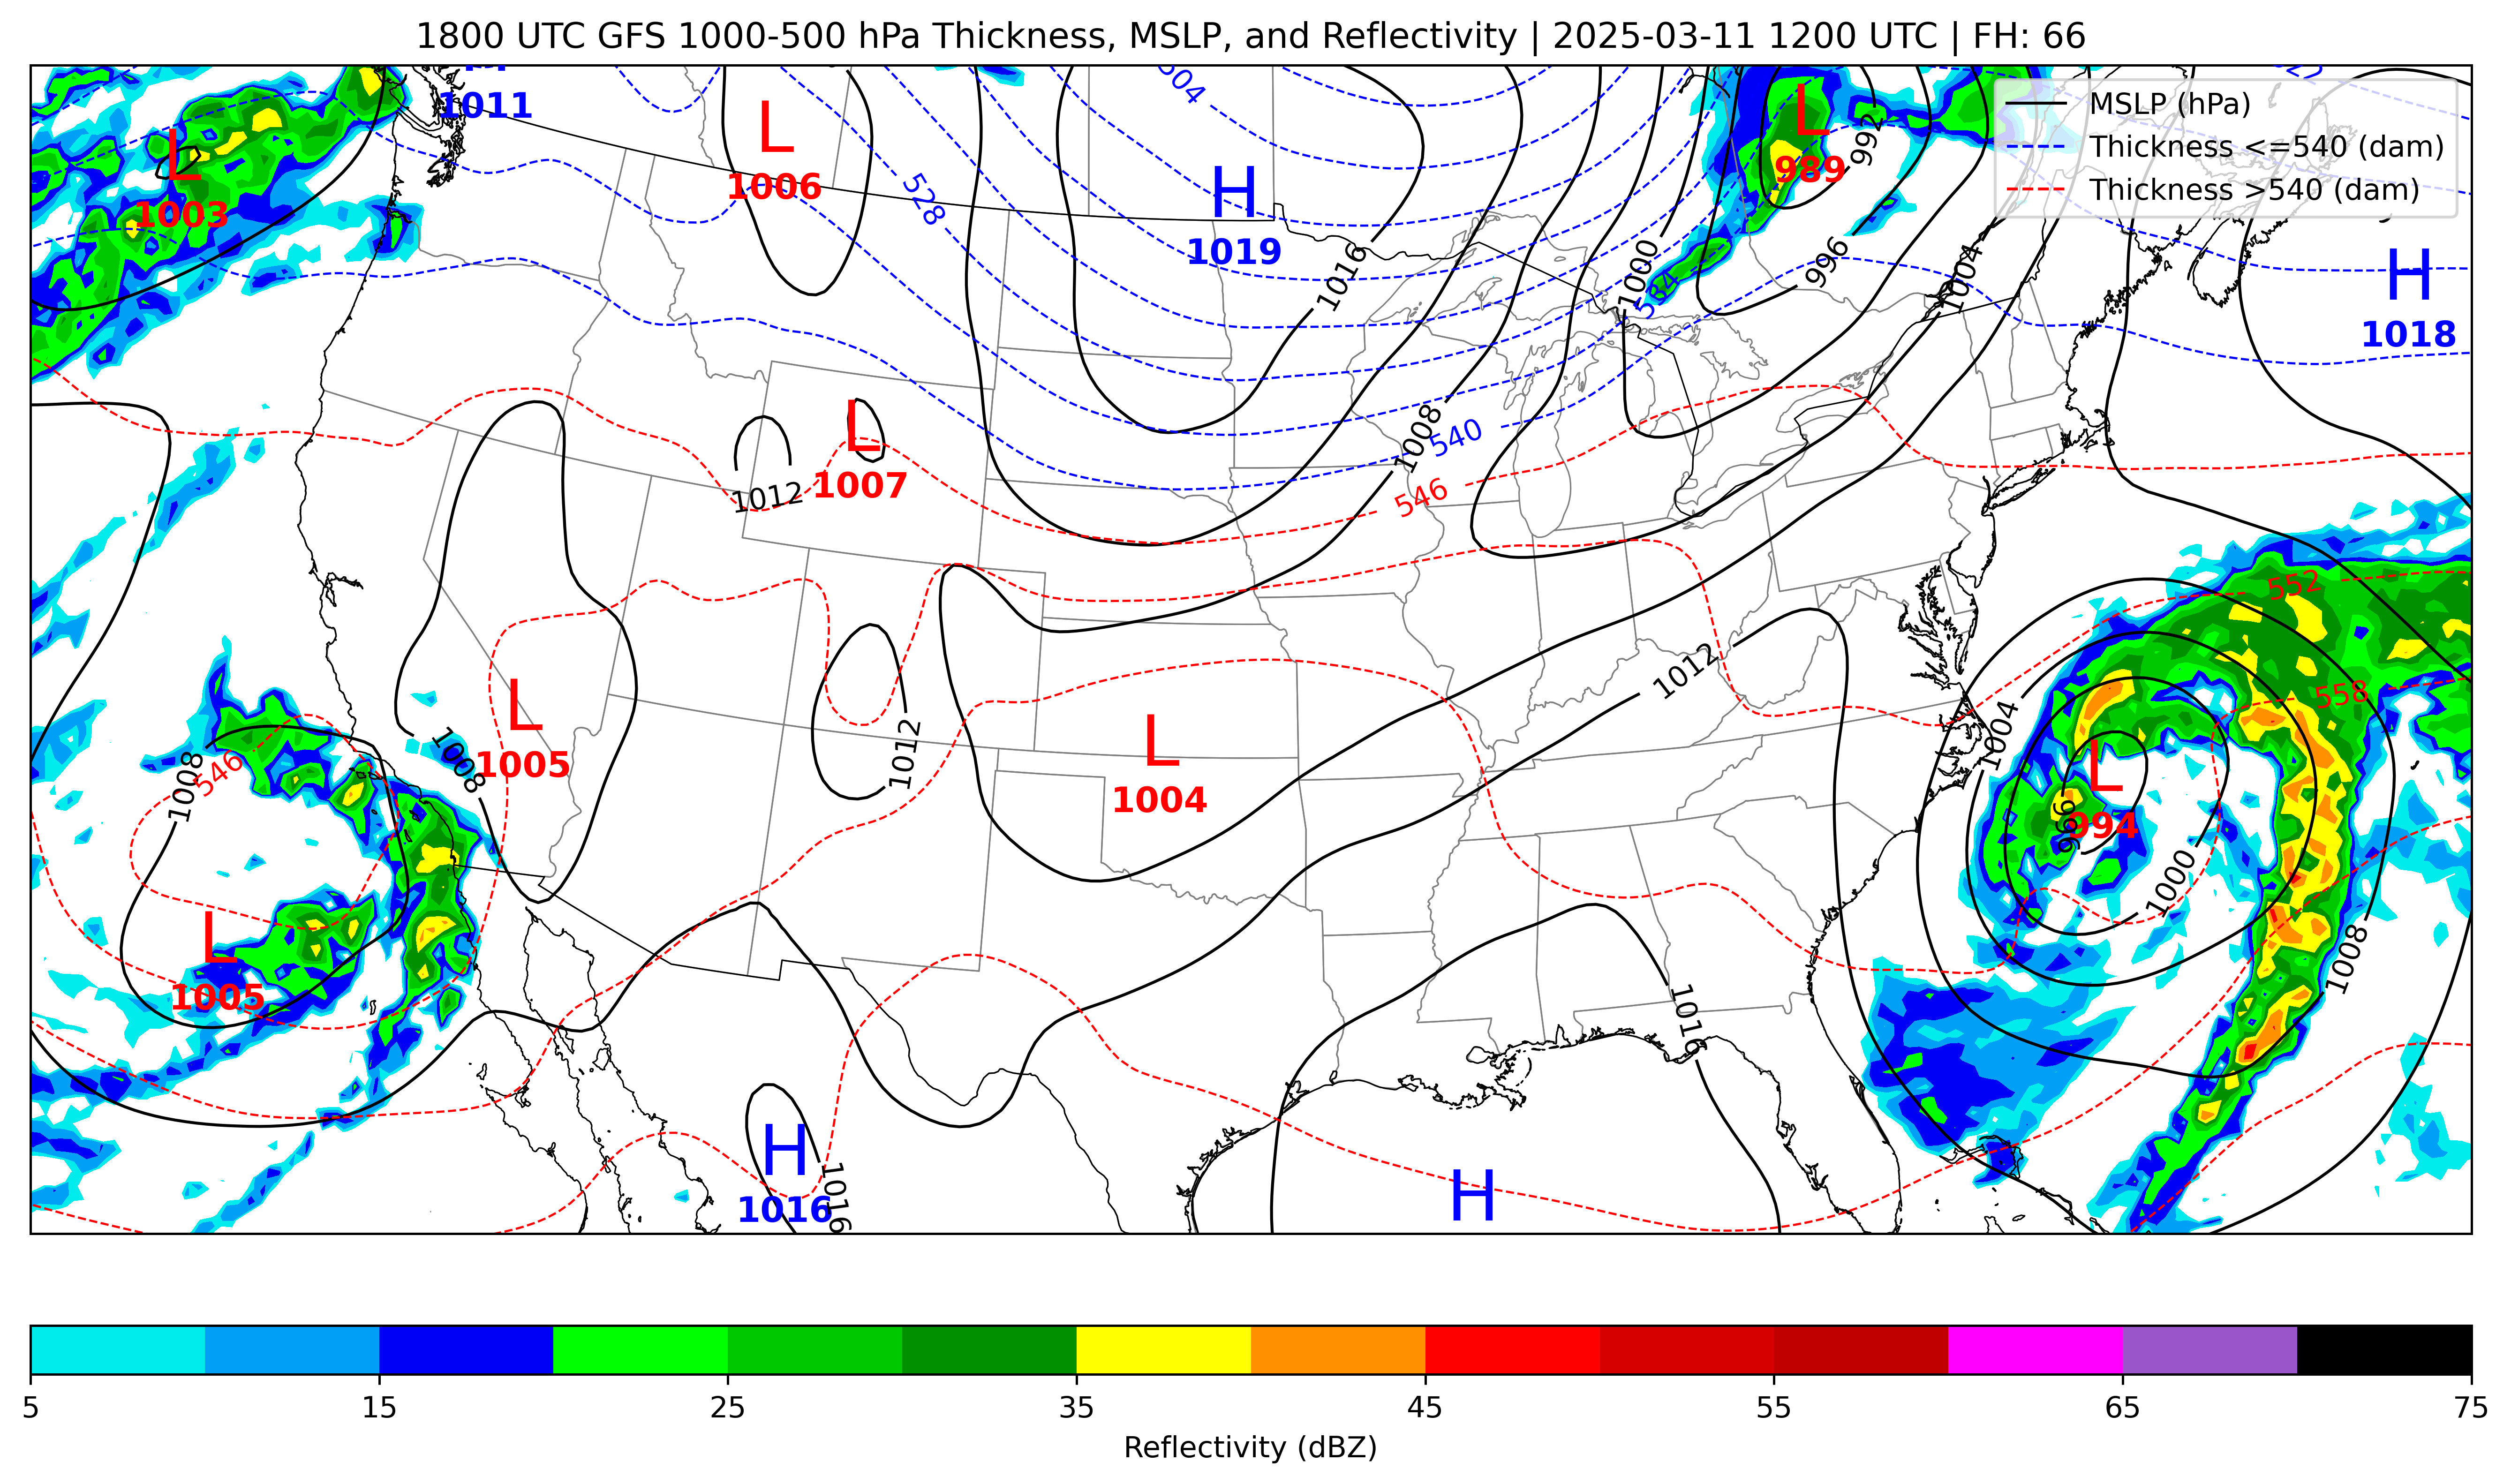 1800 UTC GFS 1000-500 hPa Thickness, MSLP, and Reflectivity | 2025-03-11 1200 UTC | FH: 66
MSLP (hPa)
Thickness <=540 (dam)
Thickness >540 (dam)
1011
504
L
1006
L
989
992
L
1003
528
H
1019
1016
1000
996
1004
534
H
1018
L
1007
1012
1008
540
546
552
558
1012
L
1005
1008
1012
L
1004
1004
L
994
996
1000
1008
546
L
1005
1008
1016
H
1016
1016
H
5
15
25
35
45
55
65
75
Reflectivity (dBZ)